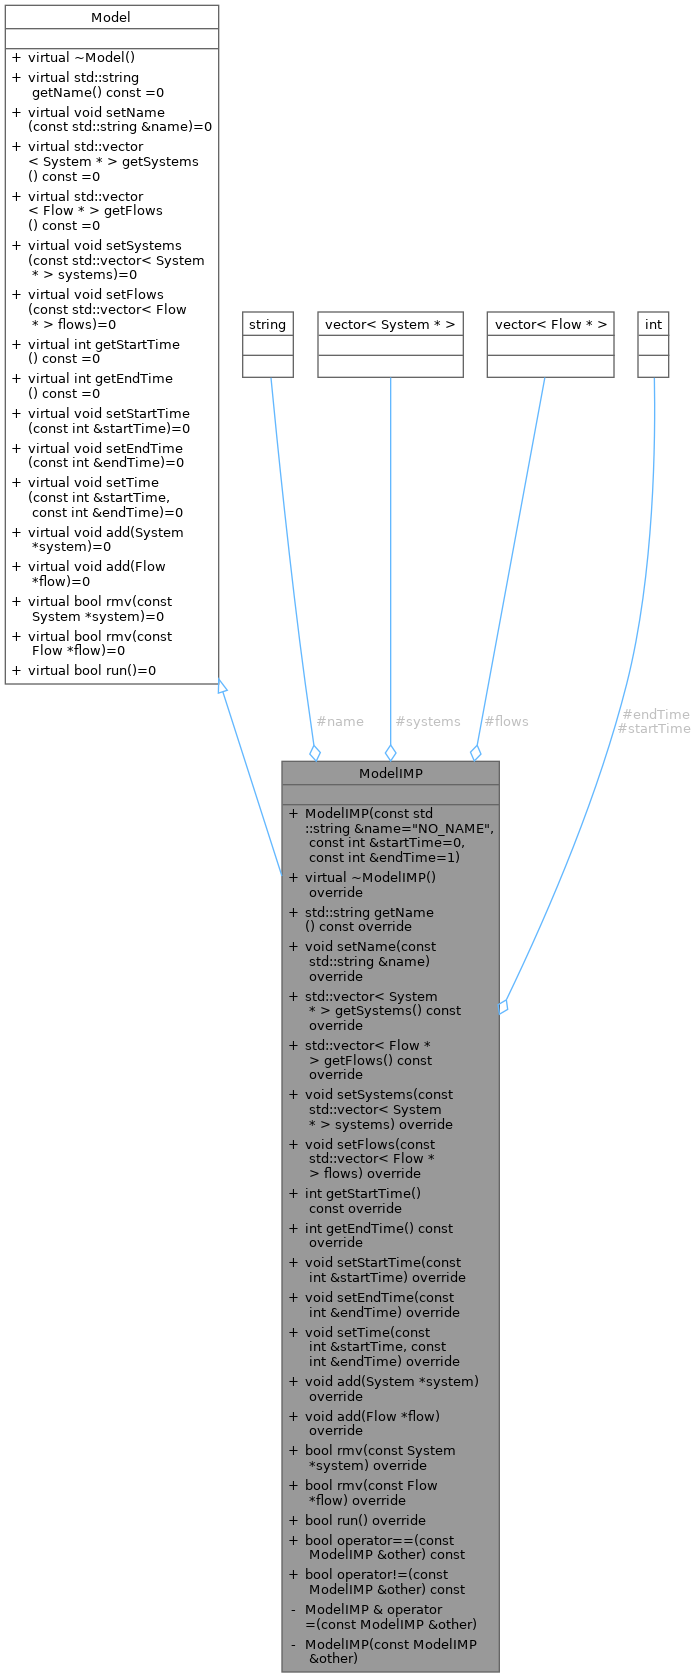 Model
+ virtual ~Model()
+ virtual std::string
getName() const =0
+ virtual void setName
(const std::string &name)=0
+ virtual std::vector
< System * > getSystems
() const =0
+ virtual std::vector
< Flow * > getFlows
() const =0
+ virtual void setSystems
(const std::vector< System
* > systems)=0
+ virtual void setFlows
(const std::vector< Flow
* > flows)=0
+ virtual int getStartTime
() const =0
+ virtual int getEndTime
() const =0
+ virtual void setStartTime
(const int &startTime)=0
+ virtual void setEndTime
(const int &endTime)=0
+ virtual void setTime
(const int &startTime,
const int &endTime)=0
+ virtual void add(System
*system)=0
+ virtual void add(Flow
*flow)=0
+ virtual bool rmv(const
System *system)=0
+ virtual bool rmv(const
Flow *flow)=0
+ virtual bool run()=0
string
vector< System * >
vector< Flow * >
int
#name
#systems
#flows
#endTime
#startTime
ModelIMP
+ ModelIMP(const std
::string &name="NO_NAME",
const int &startTime=0,
const int &endTime=1)
+ virtual ~ModelIMP()
override
+ std::string getName
() const override
+ void setName(const
std::string &name)
override
+ std::vector< System
* > getSystems() const
override
+ std::vector< Flow *
> getFlows() const
override
+ void setSystems(const
std::vector< System
* > systems) override
+ void setFlows(const
std::vector< Flow *
> flows) override
+ int getStartTime()
const override
+ int getEndTime() const
override
+ void setStartTime(const
int &startTime) override
+ void setEndTime(const
int &endTime) override
+ void setTime(const
int &startTime, const
int &endTime) override
+ void add(System *system)
override
+ void add(Flow *flow)
override
+ bool rmv(const System
*system) override
+ bool rmv(const Flow
*flow) override
+ bool run() override
+ bool operator==(const
ModelIMP &other) const
+ bool operator!=(const
ModelIMP &other) const
- ModelIMP & operator
=(const ModelIMP &other)
- ModelIMP(const ModelIMP
&other)